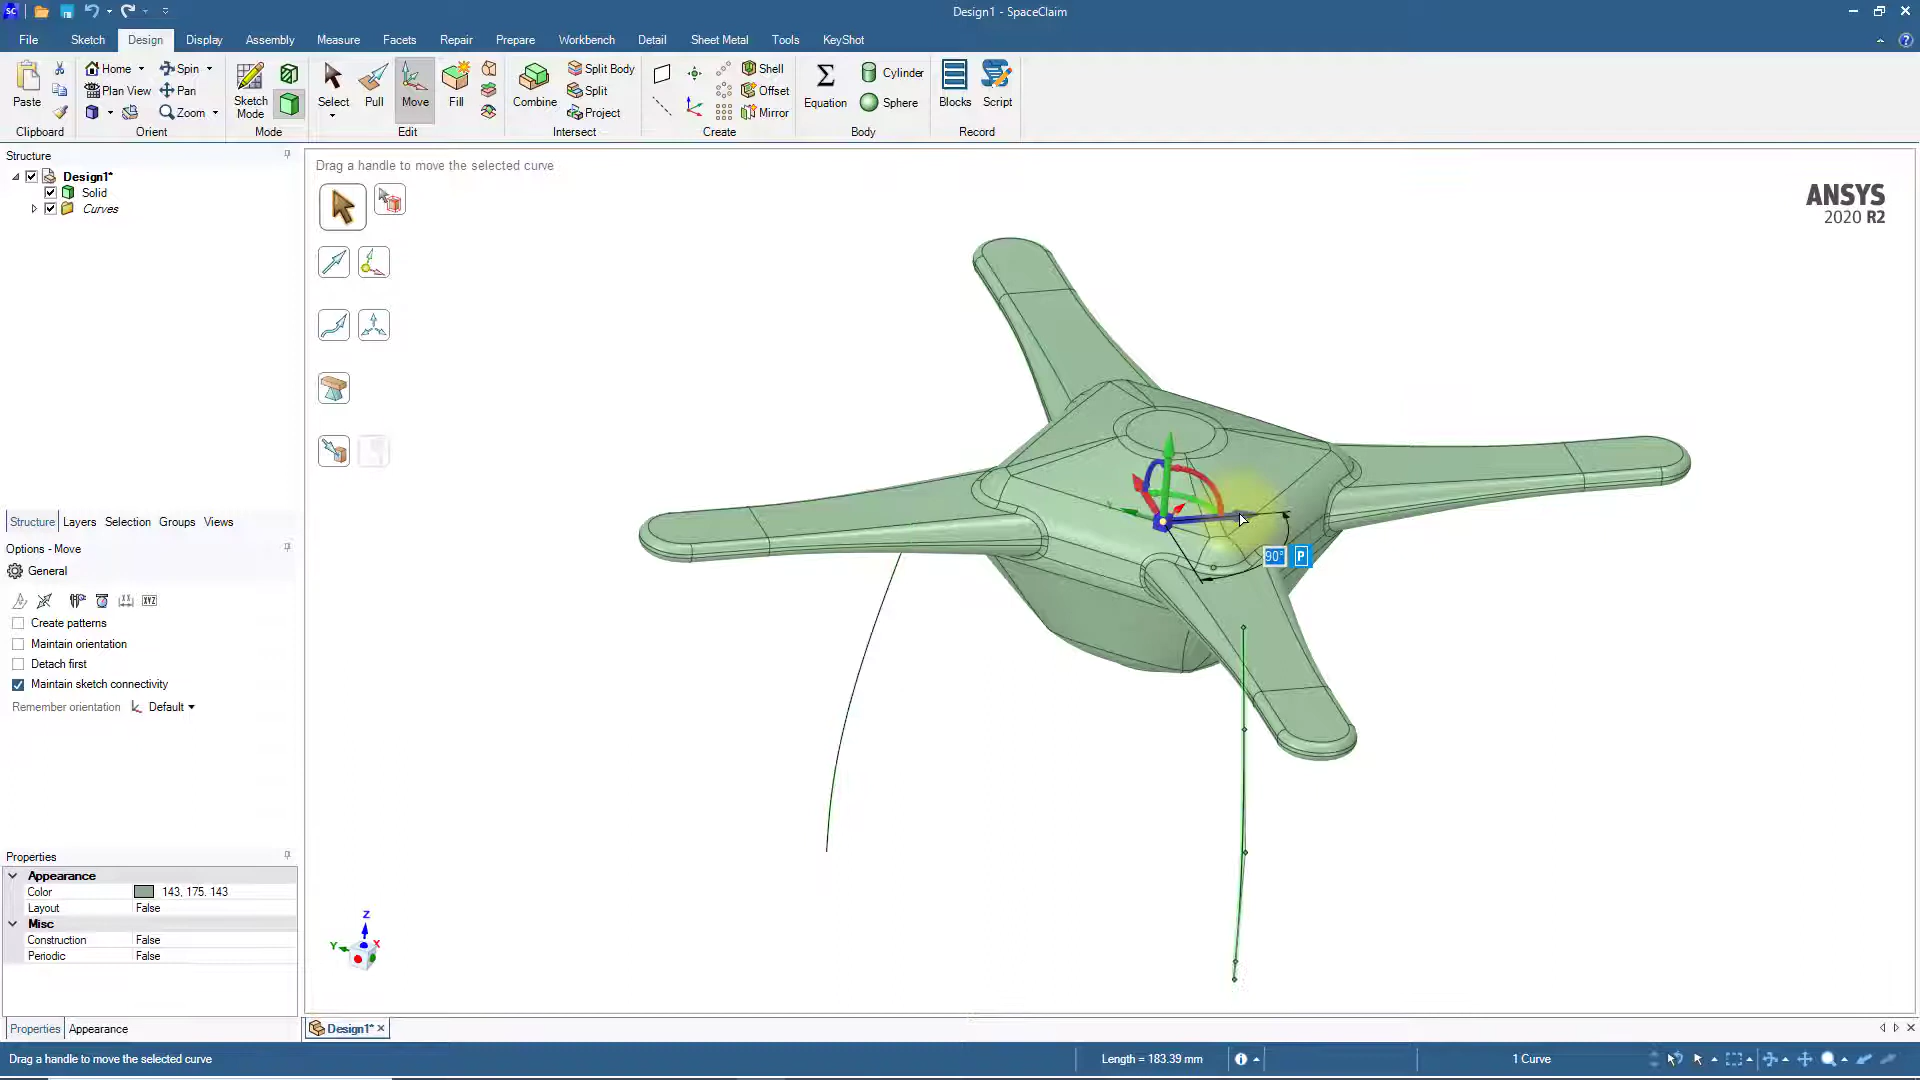 SC
Design1 - SpaceClaim
File Sketch Design Display Assembly Measure Facets Repair Prepare Workbench Detail Sheet Metal Tools KeyShot
Paste
Clipboard
Home Spin
Plan View Pan
Zoom
Orient
Sketch Mode
Mode
Select Pull Move Fill
Edit
Combine
Split Body
Split
Project
Intersect
Shell
Offset
Mirror
Create
Equation
Cylinder
Sphere
Body
Blocks Script
Record
Structure
Design1*
Solid
Curves
Structure Layers Selection Groups Views
Options - Move
General
XYZ
Create patterns
Maintain orientation
Detach first
Maintain sketch connectivity
Remember orientation Default
Properties
Appearance
Color 143, 175, 143
Layout False
Misc
Construction False
Periodic False
Properties Appearance
Drag a handle to move the selected curve
ANSYS
2020 R2
90° P
Z
Y
X
Design1*
Drag a handle to move the selected curve
Length = 183.39 mm
1 Curve